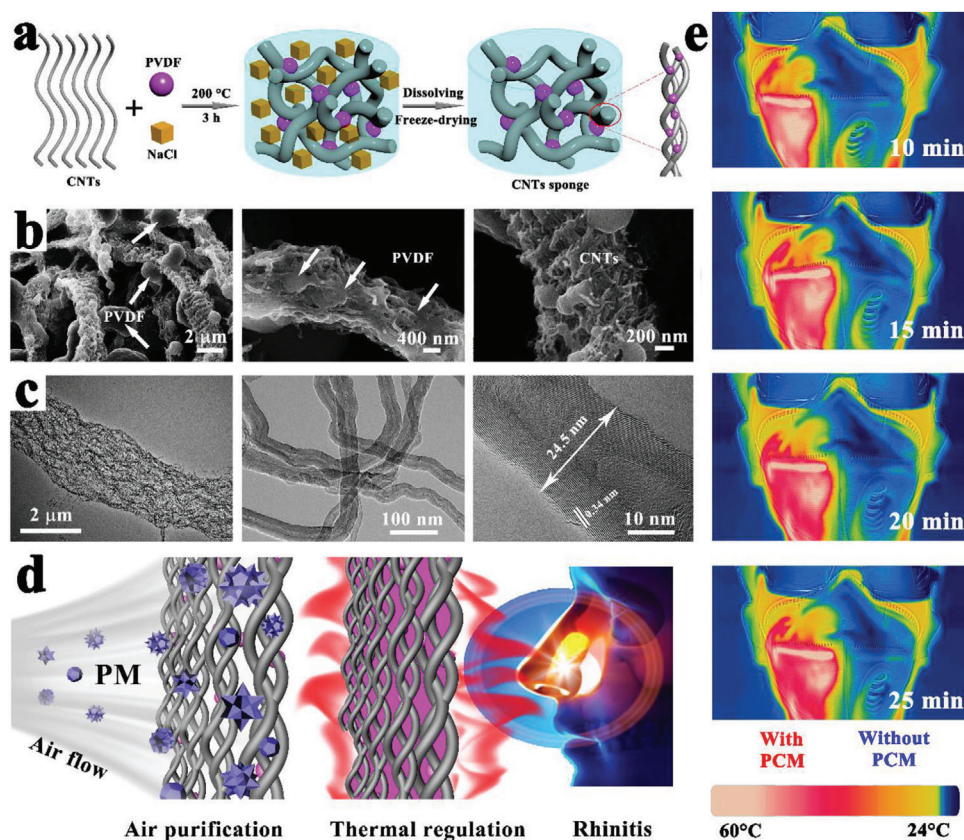 a
CNTs
+
PVDF
NaCl
200 °C
3 h
Dissolving
Freeze-drying
CNTs sponge
b
PVDF
2 μm
PVDF
400 nm
CNTs
200 nm
c
2 μm
100 nm
24.5 nm
0.34 nm
10 nm
d
PM
Air flow
Air purification
Thermal regulation
Rhinitis
e
10 min
15 min
20 min
25 min
With
PCM
Without
PCM
60°C
24°C